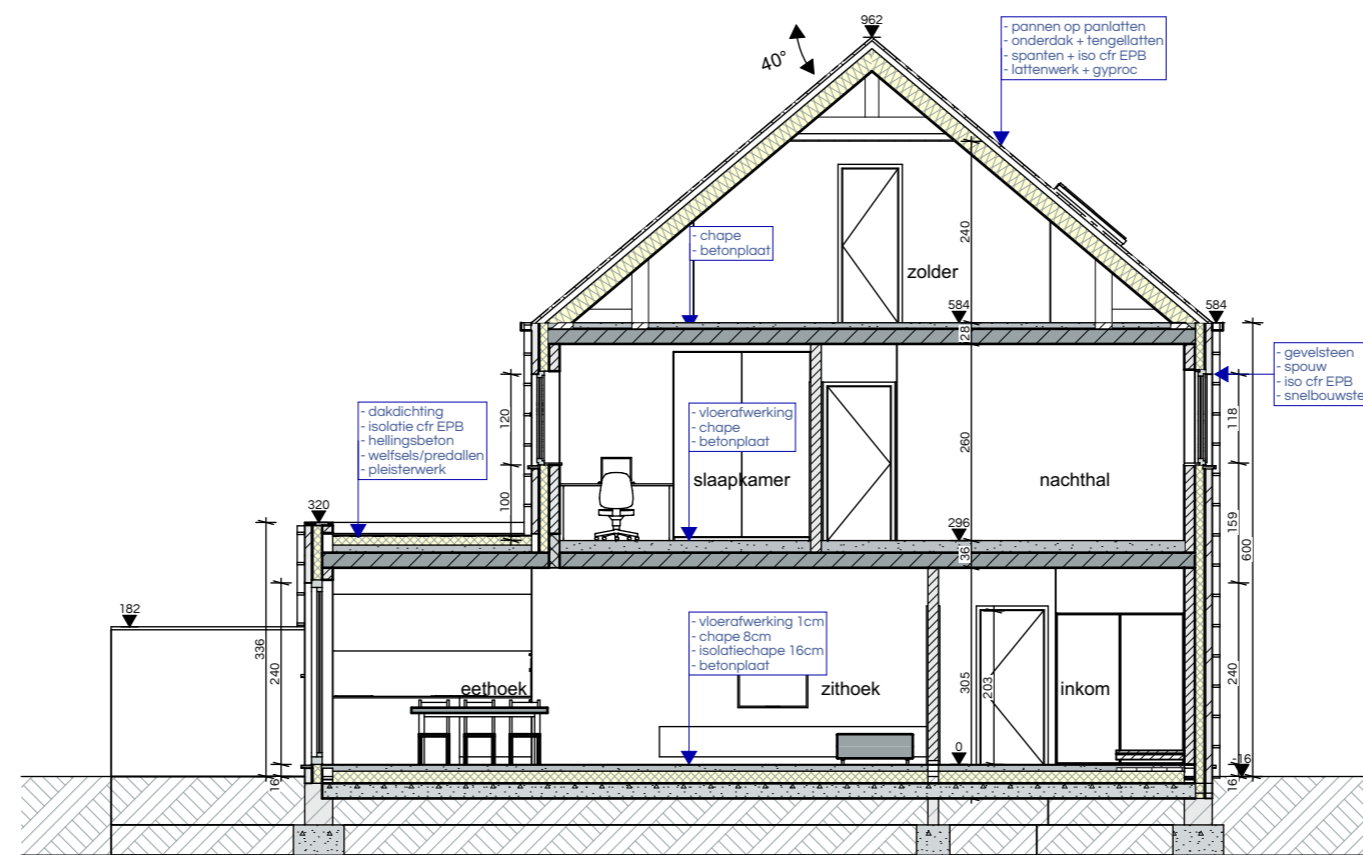 962
40°
- pannen op panlatten
- onderdak + tengellatten
- spanten + iso cfr EPB
- lattenwerk + gyproc
- chape
- betonplaat
240
zolder
584
584
28
- gevelsteen
- spouw
- iso cfr EPB
- snelbouwste
120
118
- dakdichting
- isolatie cfr EPB
- hellingsbeton
- welfsels/predallen
- pleisterwerk
- vloerafwerking
- chape
- betonplaat
260
slaapkamer
nachthal
100
159
320
296
36
600
182
336
240
- vloerafwerking 1cm
- chape 8cm
- isolatiechape 16cm
- betonplaat
eethoek
zithoek
305
203
inkom
240
0
-16
16
16